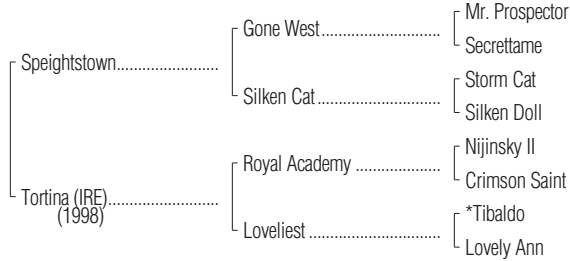 Mr. Prospector
Gone West
Secrettame
Speightstown
Storm Cat
Silken Cat
Silken Doll
Nijinsky II
Royal Academy
Crimson Saint
Tortina (IRE)
(1998)
*Tibaldo
Loveliest
Lovely Ann